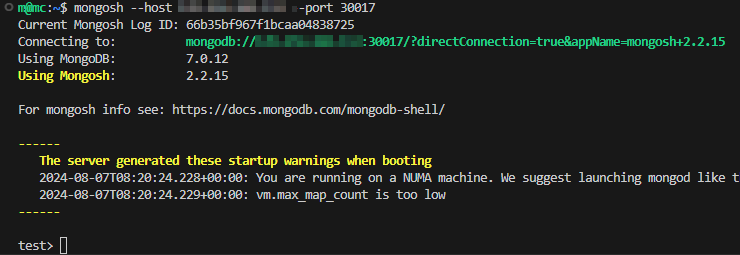 m@mc:~$ mongosh --host -port 30017
Current Mongosh Log ID: 66b35bf967f1bcaa04838725
Connecting to: mongodb:// :30017/?directConnection=true&appName=mongosh+2.2.15
Using MongoDB: 7.0.12
Using Mongosh: 2.2.15
For mongosh info see: https://docs.mongodb.com/mongodb-shell/
------
The server generated these startup warnings when booting
2024-08-07T08:20:24.228+00:00: You are running on a NUMA machine. We suggest launching mongod like t
2024-08-07T08:20:24.229+00:00: vm.max_map_count is too low
------
test>